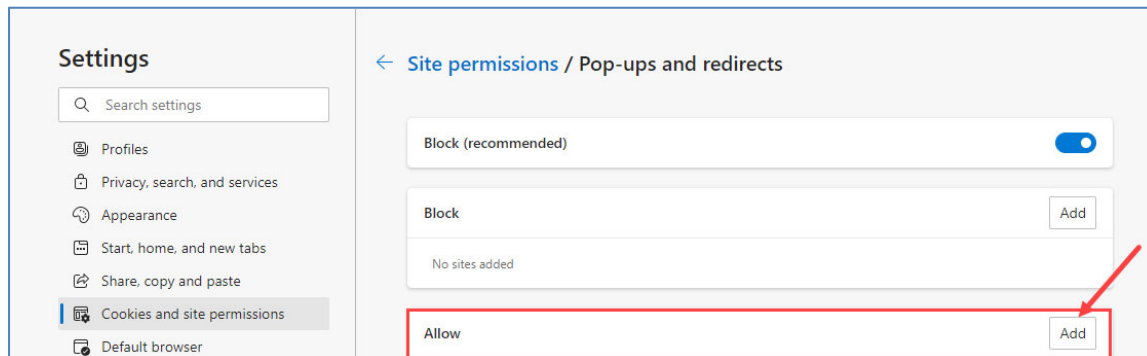 Settings
Search settings
Profiles
Privacy, search, and services
Appearance
Start, home, and new tabs
Share, copy and paste
Cookies and site permissions
Default browser
Site permissions / Pop-ups and redirects
Block (recommended)
Block
Add
No sites added
Allow
Add